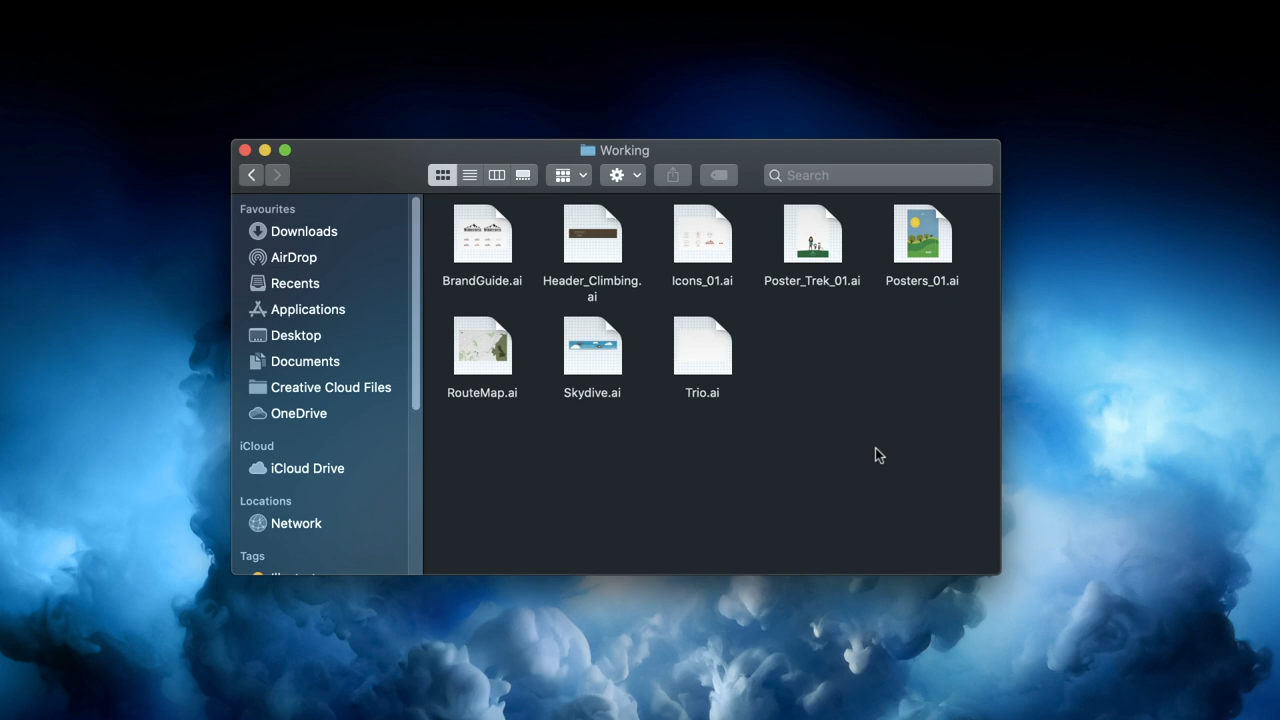 Working
Search
Favourites
Downloads
AirDrop
Recents
Applications
Desktop
Documents
Creative Cloud Files
OneDrive
iCloud
iCloud Drive
Locations
Network
Tags
BrandGuide.ai
Header_Climbing.
ai
Icons_01.ai
Poster_Trek_01.ai
Posters_01.ai
RouteMap.ai
Skydive.ai
Trio.ai